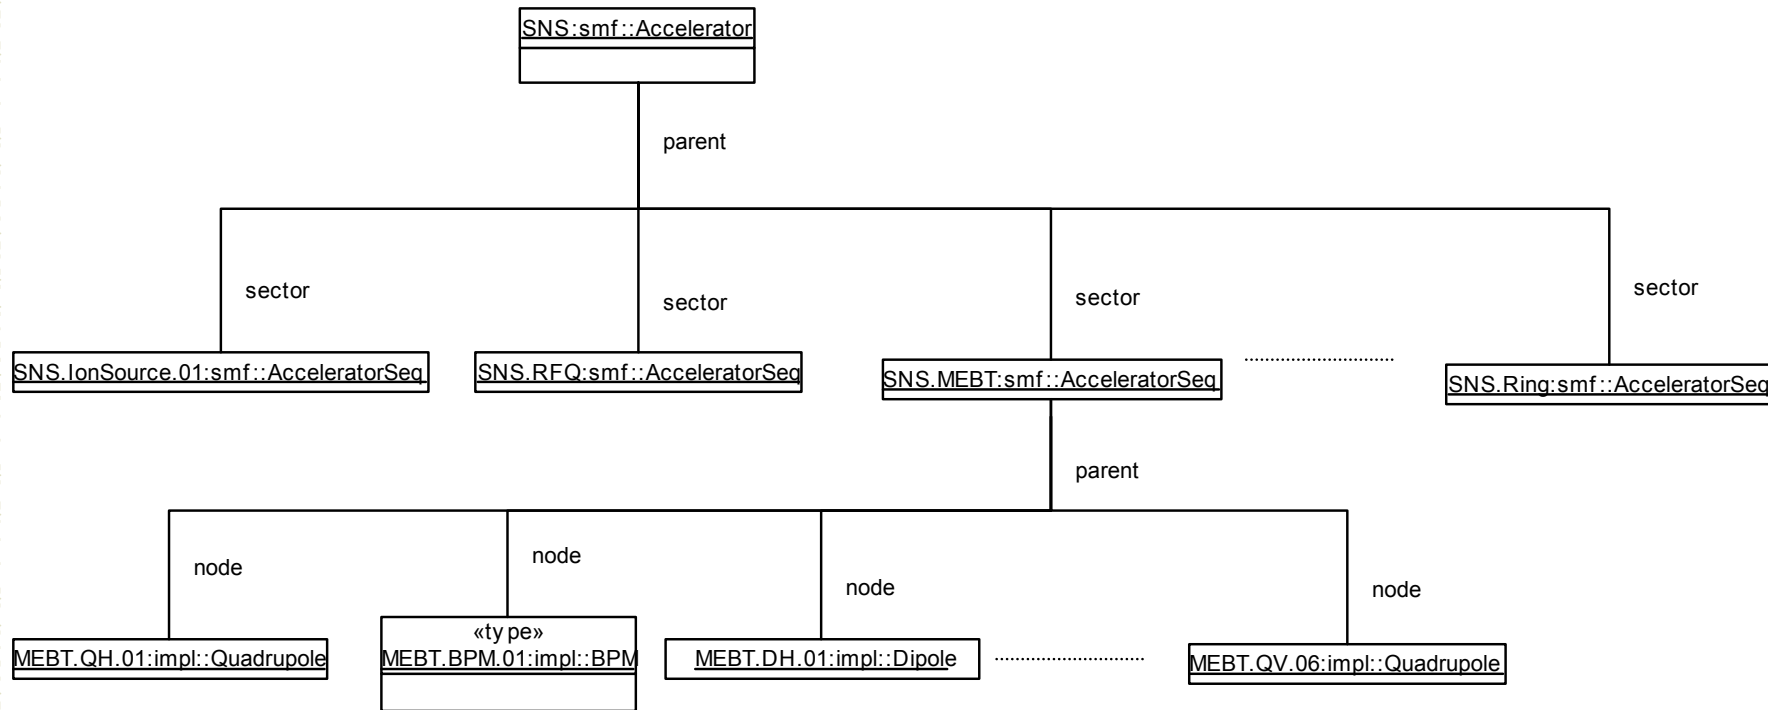 SNS:smf::Accelerator
parent
sector
sector
sector
sector
SNS.IonSource.01:smf::AcceleratorSeq
SNS.RFQ:smf::AcceleratorSeq
SNS.MEBT:smf::AcceleratorSeq
SNS.Ring:smf::AcceleratorSeq
parent
node
node
node
node
«type»
MEBT.QH.01:impl::Quadrupole
MEBT.BPM.01:impl::BPM
MEBT.DH.01:impl::Dipole
MEBT.QV.06:impl::Quadrupole